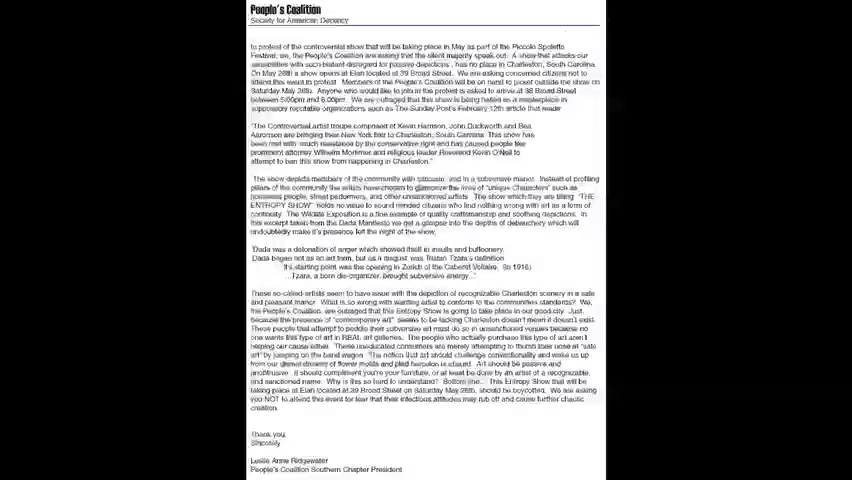 People's Coalition
Society for American Decency
to protest of the controversial show that will be taking place in May as part of the Piccolo Spoletto
Festival, we, the People's Coalition are asking that the silent majority speak out. A show that attacks our
sensibilities with such blatant disregard for passive depictions, has no place in Charleston, South Carolina.
On May 26th a show opens at Elan located at 39 Broad Street. We are asking concerned citizens not to
attend this event to protest. Members of the People's Coalition will be on hand to picket outside the show on
Saturday May 26th. Anyone who would like to join in the protest is asked to arrive at 38 Broad Street
between 5:00pm and 8:00pm. We are outraged that this show is being hailed as a masterpiece in
supposedly reputable organizations such as The Sunday Post's February 12th article that reads
"The Controversial artist troupe comprised of Kevin Harrison, John Duckworth and Bea
Aaronson are bringing their New York flair to Charleston, South Carolina. This show has
been met with much resistance by the conservative right and has caused people like
prominent attorney Wilhelm Mortimer and religious leader Reverend Kevin O'Neil to
attempt to ban this show from happening in Charleston."
The show depicts members of the community with sarcasm and in a subversive manor. Instead of profiling
pillars of the community the artists have chosen to glamorize the lives of "unique Characters" such as
homeless people, street performers, and other unsanctioned artists. The show which they are titling "THE
ENTROPY SHOW" holds no value to sound minded citizens who find nothing wrong with art as a form of
contexty. The Wildlife Exposition is a fine example of quality craftsmanship and soothing depictions. In
this excerpt taken from the Dada Manifesto we get a glimpse into the depths of debauchery which will
undoubtedly make it's presence felt the night of the show.
"Dada was a detonation of anger which showed itself in insults and buffoonery.
Dada began not as an art form, but as a disgust was Tristan Tzara's definition
Its starting point was the opening in Zurich of the Cabaret Voltaire. (In 1916)
...Tzara, a born dis-organizer, brought subversive energy..."
These so-called artists seem to have issue with the depiction of recognizable Charleston scenery in a safe
and pleasant manor. What is so wrong with wanting artist to conform to the communities standards? We,
the People's Coalition, are outraged that this Entropy Show is going to take place in our good city. Just
because the presence of "contemporary art" seems to be lacking Charleston doesn't mean it doesn't exist.
These people that attempt to peddle their subversive art must do so in unsanctioned venues because no
one wants this type of art in REAL art galleries. The people who actually purchase this type of art aren't
helping our cause either. These uneducated consumers are merely attempting to thumb their nose at "safe
art" by jumping on the band wagon. The notion that art should challenge conventionality and wake us up
from our dismal dreams of flower motifs and plaid herculon is absurd. Art should be passive and
unobtrusive. It should compliment you're your furniture, or at least be done by an artist of a recognizable,
and sanctioned name. Why is this so hard to understand? Bottom line... This Entropy Show that will be
taking place at Elan located at 39 Broad Street on Saturday May 26th, should be boycotted. We are asking
you NOT to attend this event for fear that their infectious attitudes may rub off and cause further chaotic
creation.
Thank you,
Sincerely
Leslie Anne Ridgewater
People's Coalition Southern Chapter President